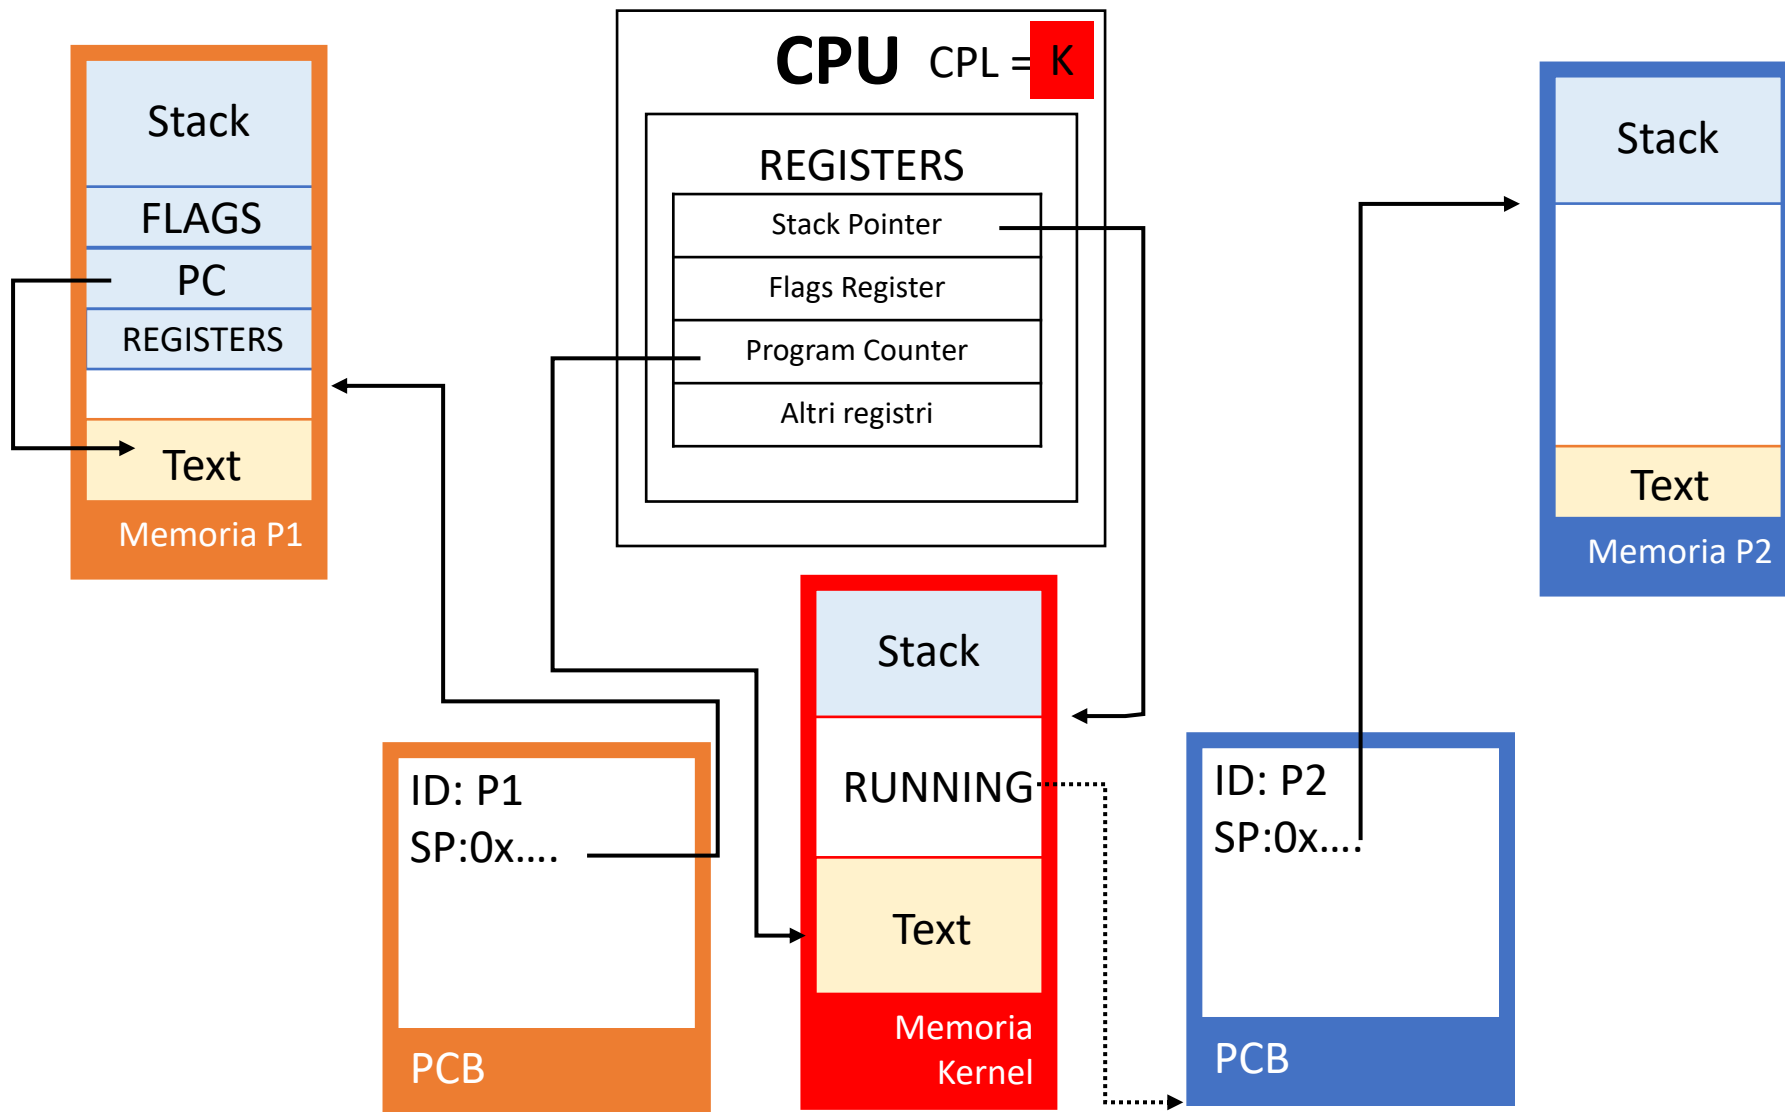 Stack
FLAGS
PC
REGISTERS
Text
Memoria P1
CPU CPL = K
REGISTERS
Stack Pointer
Flags Register
Program Counter
Altri registri
Stack
Text
Memoria P2
ID: P1
SP:0x....
PCB
Stack
RUNNING
Text
Memoria
Kernel
ID: P2
SP:0x....
PCB